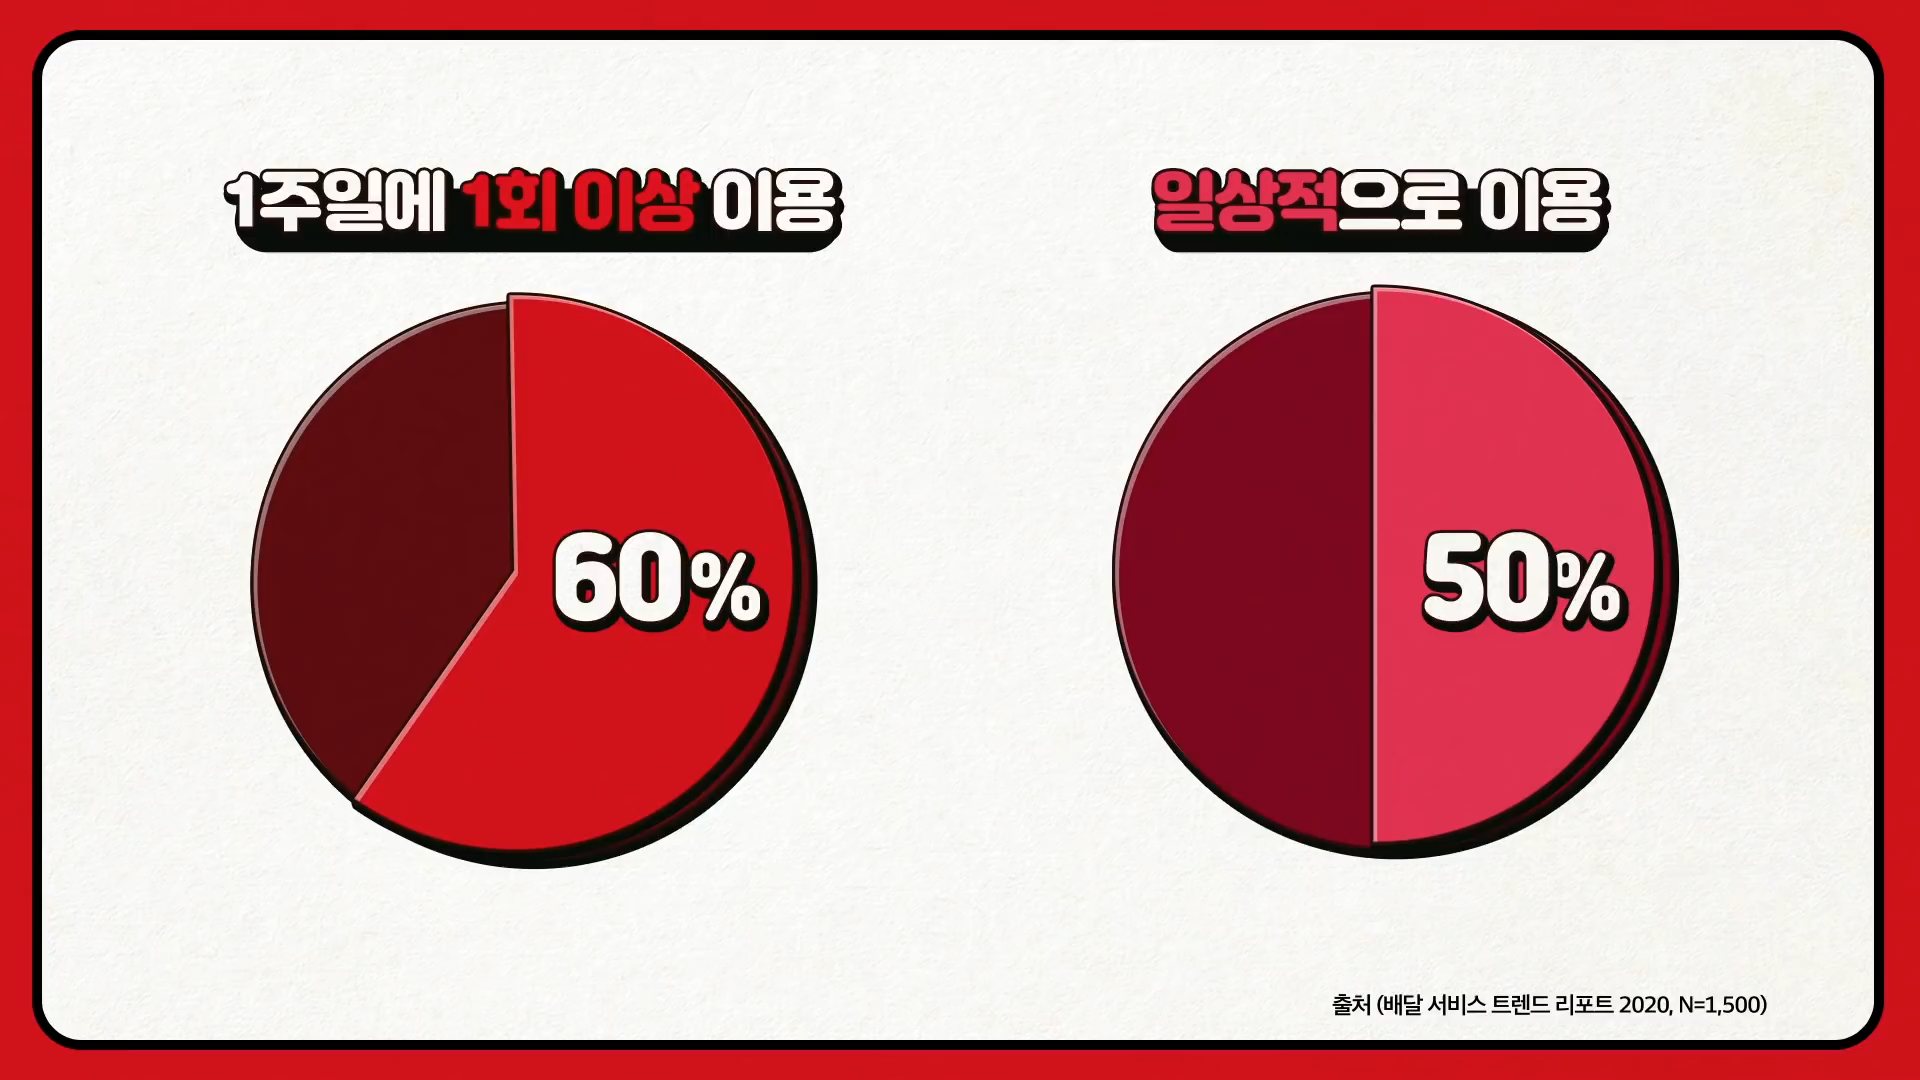 1주일에 1회 이상 이용
일상적으로 이용
60%
50%
출처 (배달 서비스 트렌드 리포트 2020, N=1,500)